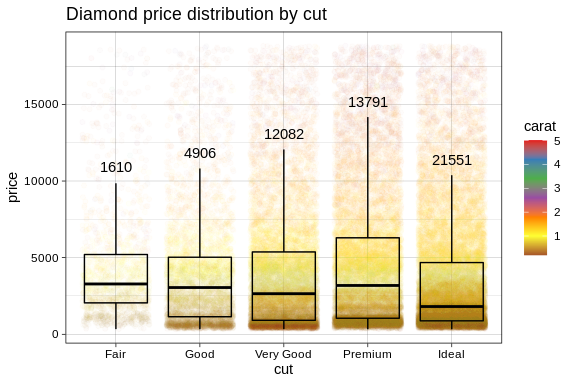 Diamond price distribution by cut
price
15000
10000
5000
0
1610
4906
12082
13791
21551
Fair
Good
Very Good
Premium
Ideal
cut
carat
5
4
3
2
1